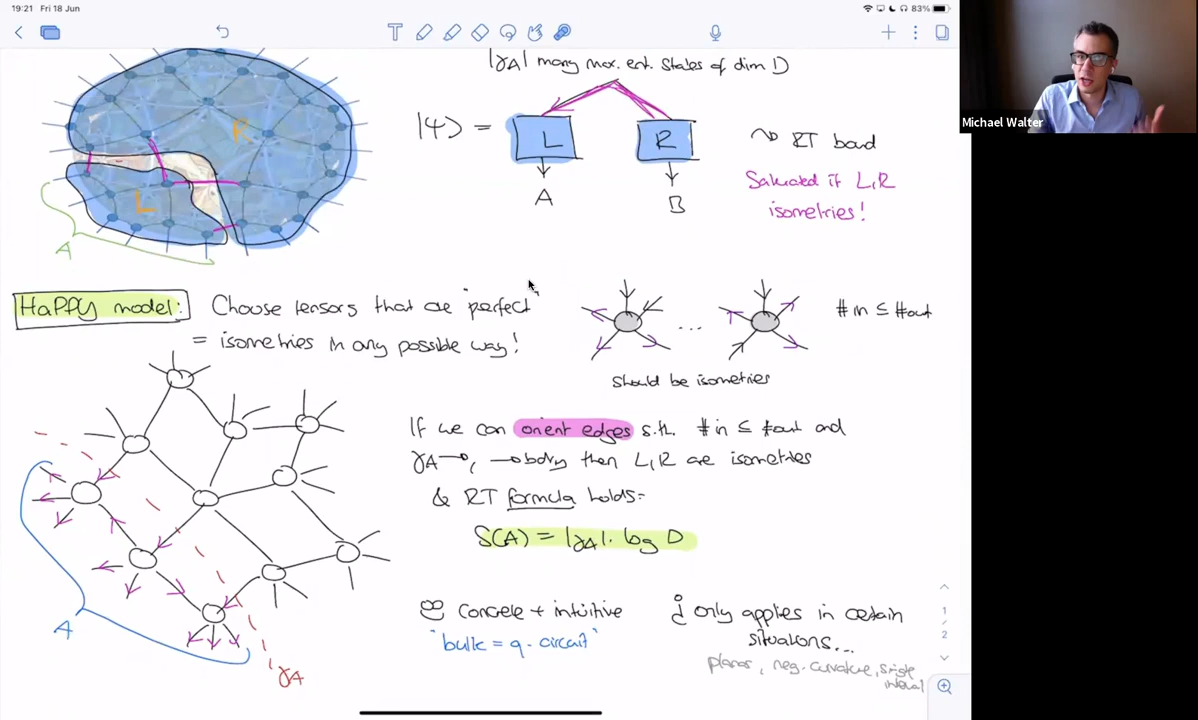 19:21 Fri 18 Jun
83%
|γA| many max. ent. states of dim D
R
L
A
|ψ⟩ =
L
R
A
B
~> RT bound
Saturated if L,R
isometries!
HaPPY model:
Choose tensors that are "perfect"
= isometries in any possible way!
...
#in ≤ #out
should be isometries
If we can orient edges s.th. #in ≤ #out and
γA→, →bdry then L,R are isometries
& RT formula holds:
S(A) = |γA|· log D
A
γA
concrete + intuitive
"bulk = q. circuit"
only applies in certain
situations...
planar, neg. curvature, single
interval
1
2
Michael Walter